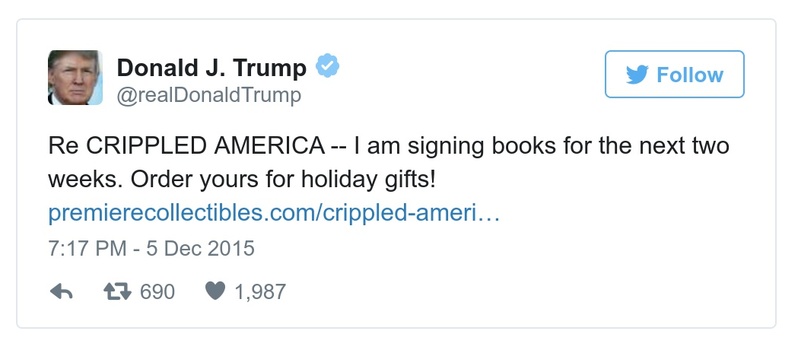 Donald J. Trump
@realDonaldTrump
Follow
Re CRIPPLED AMERICA -- I am signing books for the next two
weeks. Order yours for holiday gifts!
premierecollectibles.com/crippled-ameri…
7:17 PM - 5 Dec 2015
690 1,987